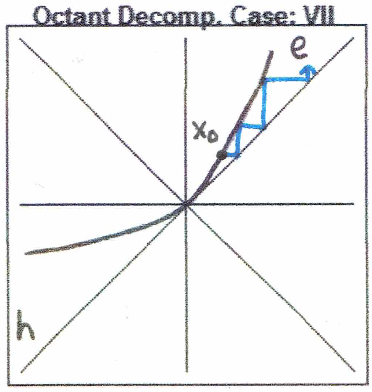 Octant Decomp. Case: VII
e
x₀
h